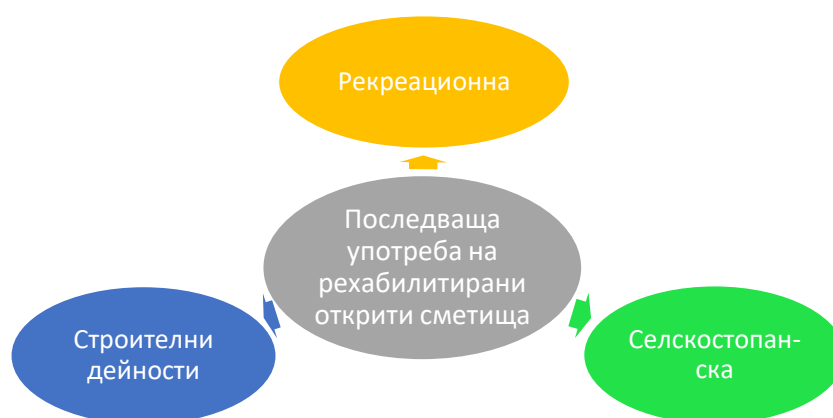 Рекреационна
Последваща
употреба на
рехабилитирани
открити сметища
Строителни
дейности
Селскостопан-
ска